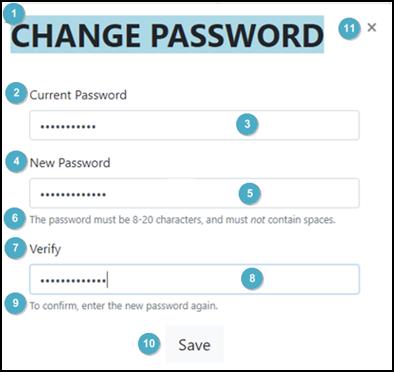 1
CHANGE PASSWORD
11 ×
2 Current Password
••••••••••• 3
4 New Password
••••••••••••• 5
6 The password must be 8-20 characters, and must not contain spaces.
7 Verify
••••••••••••• 8
9 To confirm, enter the new password again.
10 Save